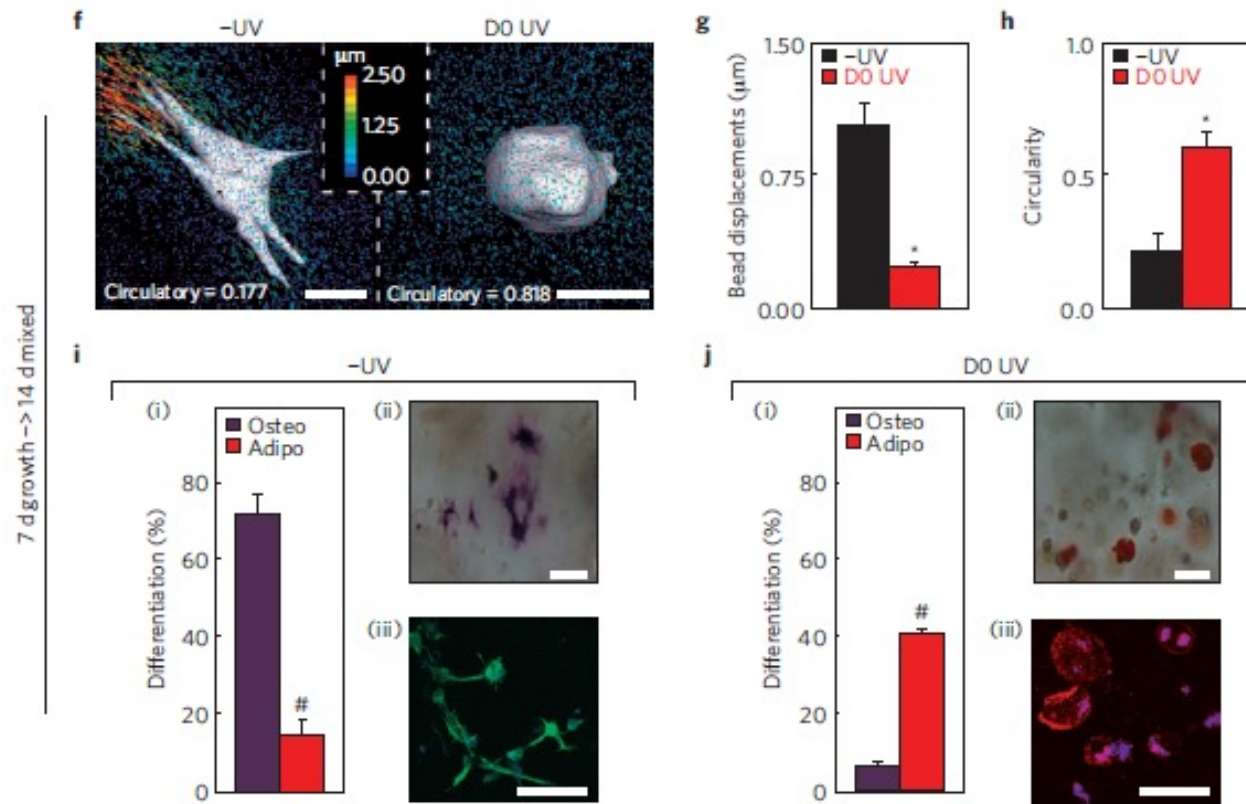 f
−UV
D0 UV
μm
2.50
1.25
0.00
Circulatory = 0.177
Circulatory = 0.818
g
Bead displacements (μm)
1.50
0.75
0.00
−UV
D0 UV
*
h
Circularity
1.0
0.5
0.0
−UV
D0 UV
*
7 dgrowth –> 14 dmixed
i
−UV
(i)
Differentiation (%)
80
60
40
20
0
Osteo
Adipo
#
(ii)
(iii)
j
D0 UV
(i)
Differentiation (%)
80
60
40
20
0
Osteo
Adipo
#
(ii)
(iii)